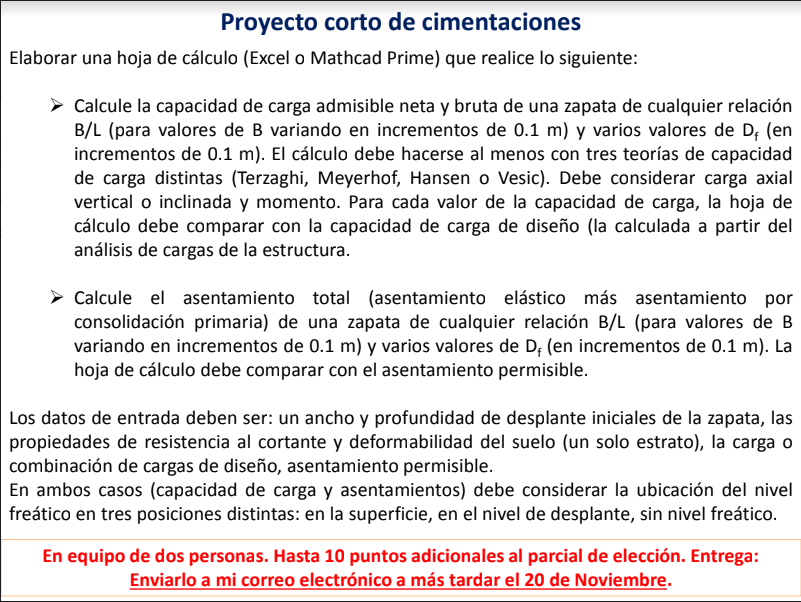 Proyecto corto de cimentaciones
Elaborar una hoja de cálculo (Excel o Mathcad Prime) que realice lo siguiente:
➢ Calcule la capacidad de carga admisible neta y bruta de una zapata de cualquier relación
B/L (para valores de B variando en incrementos de 0.1 m) y varios valores de Df (en
incrementos de 0.1 m). El cálculo debe hacerse al menos con tres teorías de capacidad
de carga distintas (Terzaghi, Meyerhof, Hansen o Vesic). Debe considerar carga axial
vertical o inclinada y momento. Para cada valor de la capacidad de carga, la hoja de
cálculo debe comparar con la capacidad de carga de diseño (la calculada a partir del
análisis de cargas de la estructura.
➢ Calcule el asentamiento total (asentamiento elástico más asentamiento por
consolidación primaria) de una zapata de cualquier relación B/L (para valores de B
variando en incrementos de 0.1 m) y varios valores de Df (en incrementos de 0.1 m). La
hoja de cálculo debe comparar con el asentamiento permisible.
Los datos de entrada deben ser: un ancho y profundidad de desplante iniciales de la zapata, las
propiedades de resistencia al cortante y deformabilidad del suelo (un solo estrato), la carga o
combinación de cargas de diseño, asentamiento permisible.
En ambos casos (capacidad de carga y asentamientos) debe considerar la ubicación del nivel
freático en tres posiciones distintas: en la superficie, en el nivel de desplante, sin nivel freático.
En equipo de dos personas. Hasta 10 puntos adicionales al parcial de elección. Entrega:
Enviarlo a mi correo electrónico a más tardar el 20 de Noviembre.